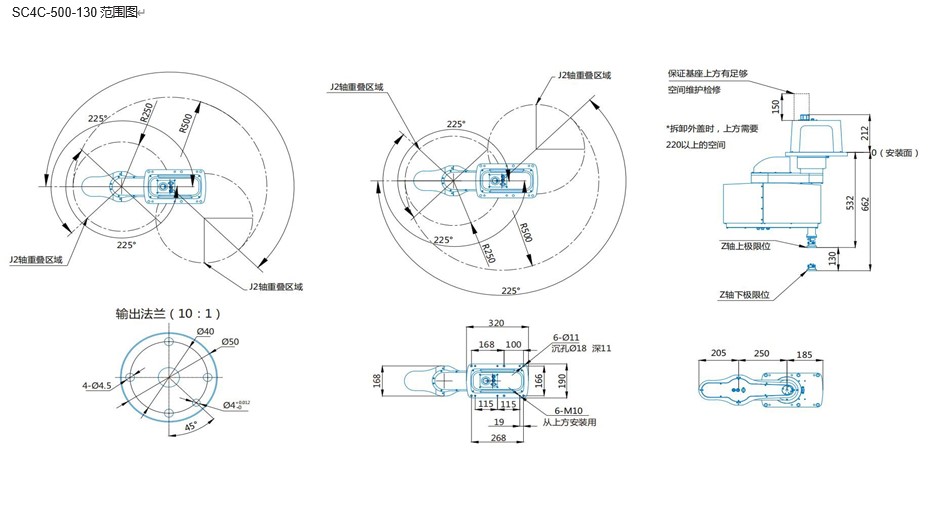 SC4C-500-130 范围图
J2轴重叠区域
225°
R250
R500
225°
J2轴重叠区域
J2轴重叠区域
J2轴重叠区域
J2轴重叠区域
225°
225°
R500
R250
225°
保证基座上方有足够
空间维护检修
150
212
*拆卸外盖时，上方需要
220以上的空间
0（安装面）
532
662
Z轴上极限位
130
Z轴下极限位
输出法兰（10：1）
Ø40
Ø50
4-Ø4.5
Ø4 +0.012 -0
45°
320
168
100
6-Ø11
沉孔Ø18 深11
168
166
190
115
115
6-M10
从上方安装用
19
268
205
250
185